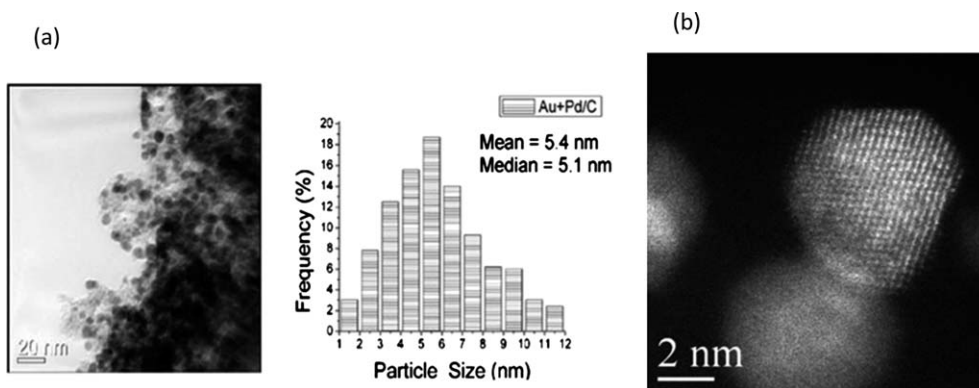 (a)
20 nm
Au+Pd/C
Mean = 5.4 nm
Median = 5.1 nm
Frequency (%)
20
18
16
14
12
10
8
6
4
2
0
1 2 3 4 5 6 7 8 9 10 11 12
Particle Size (nm)
(b)
2 nm